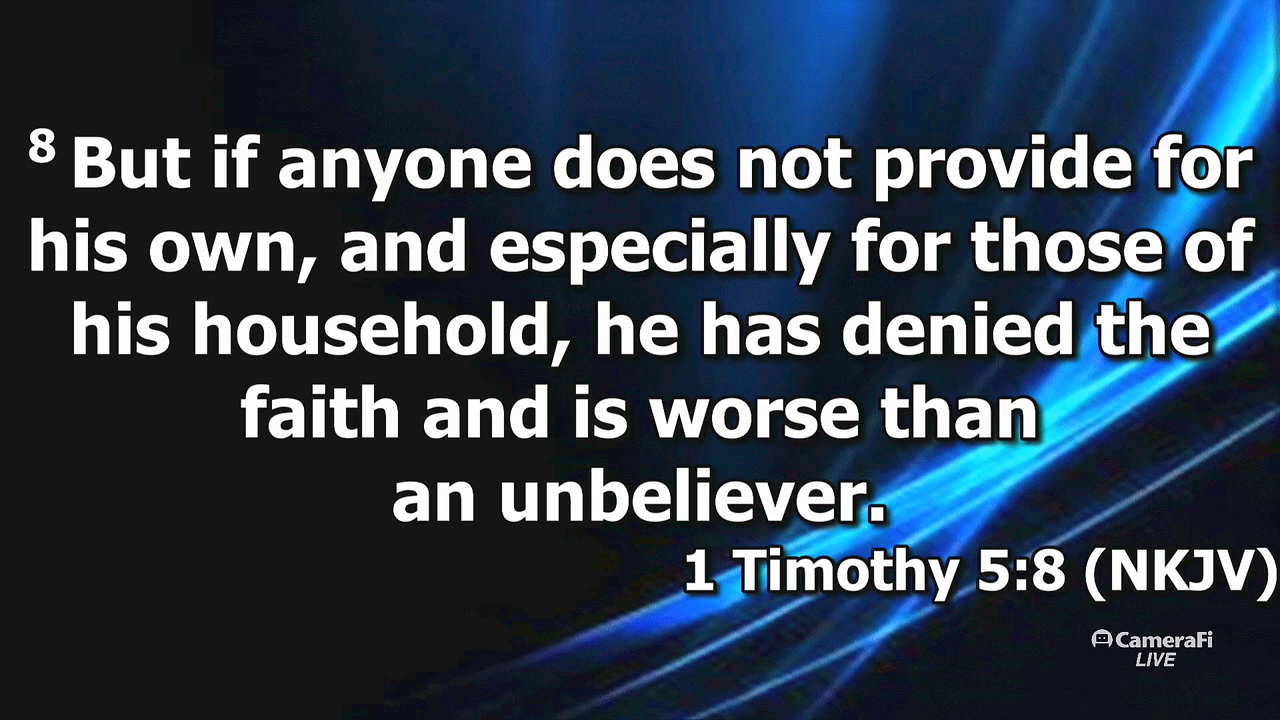 8 But if anyone does not provide for
his own, and especially for those of
his household, he has denied the
faith and is worse than
an unbeliever.
1 Timothy 5:8 (NKJV)
CameraFi
LIVE